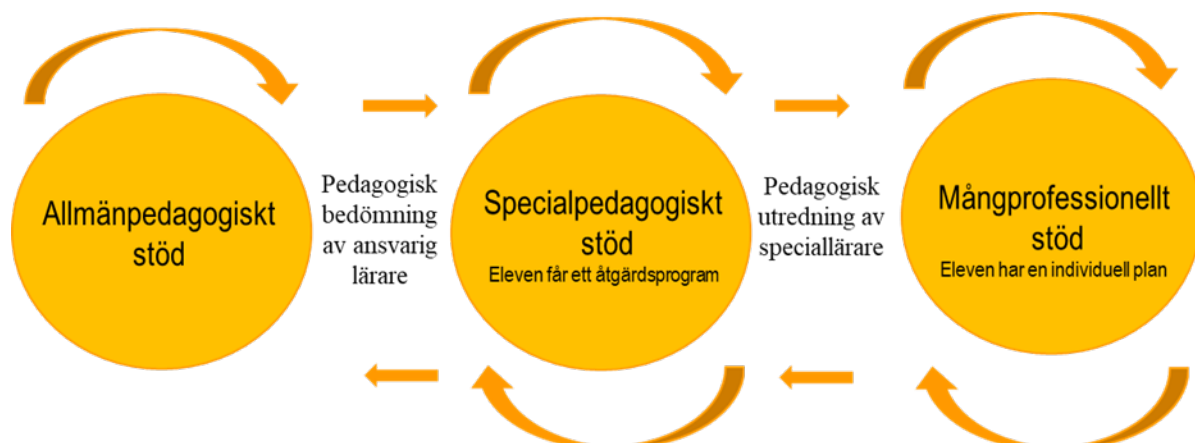 Allmänpedagogiskt
stöd
Pedagogisk
bedömning
av ansvarig
lärare
Specialpedagogiskt
stöd
Eleven får ett åtgärdsprogram
Pedagogisk
utredning av
speciallärare
Mångprofessionellt
stöd
Eleven har en individuell plan